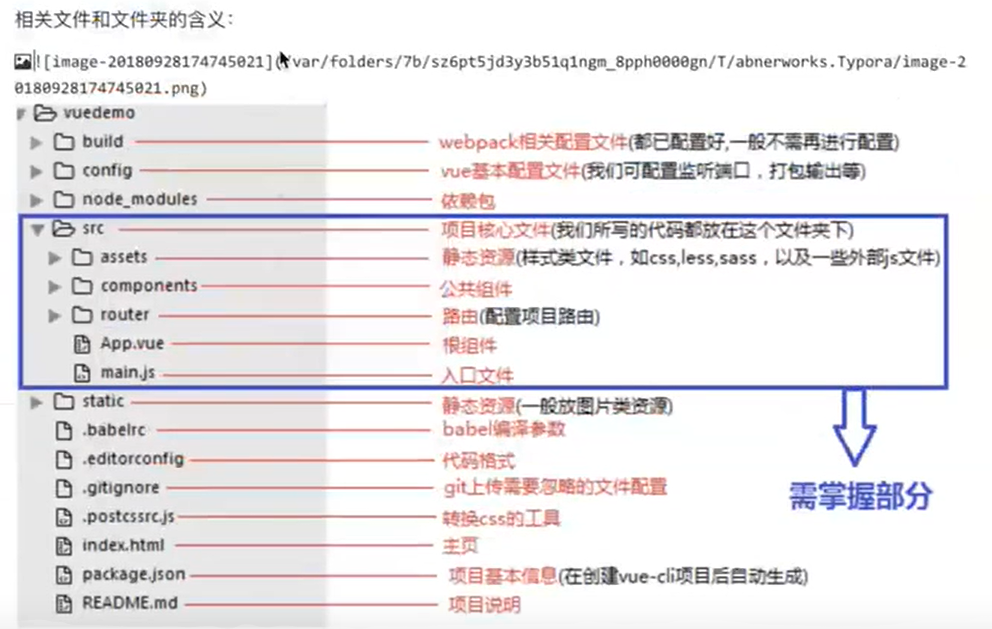 相关文件和文件夹的含义：
![image-20180928174745021](/var/folders/7b/sz6pt5jd3y3b51q1ngm_8pph0000gn/T/abnerworks.Typora/image-2
0180928174745021.png)
vuedemo
build webpack相关配置文件(都已配置好,一般不需再进行配置)
config vue基本配置文件(我们可配置监听端口，打包输出等)
node_modules 依赖包
src 项目核心文件(我们所写的代码都放在这个文件夹下)
assets 静态资源(样式类文件，如css,less,sass，以及一些外部js文件)
components 公共组件
router 路由(配置项目路由)
App.vue 根组件
main.js 入口文件
static 静态资源(一般放图片类资源)
.babelrc babel编译参数
.editorconfig 代码格式
.gitignore git上传需要忽略的文件配置
需掌握部分
.postcssrc.js 转换css的工具
index.html 主页
package.json 项目基本信息(在创建vue-cli项目后自动生成)
README.md 项目说明